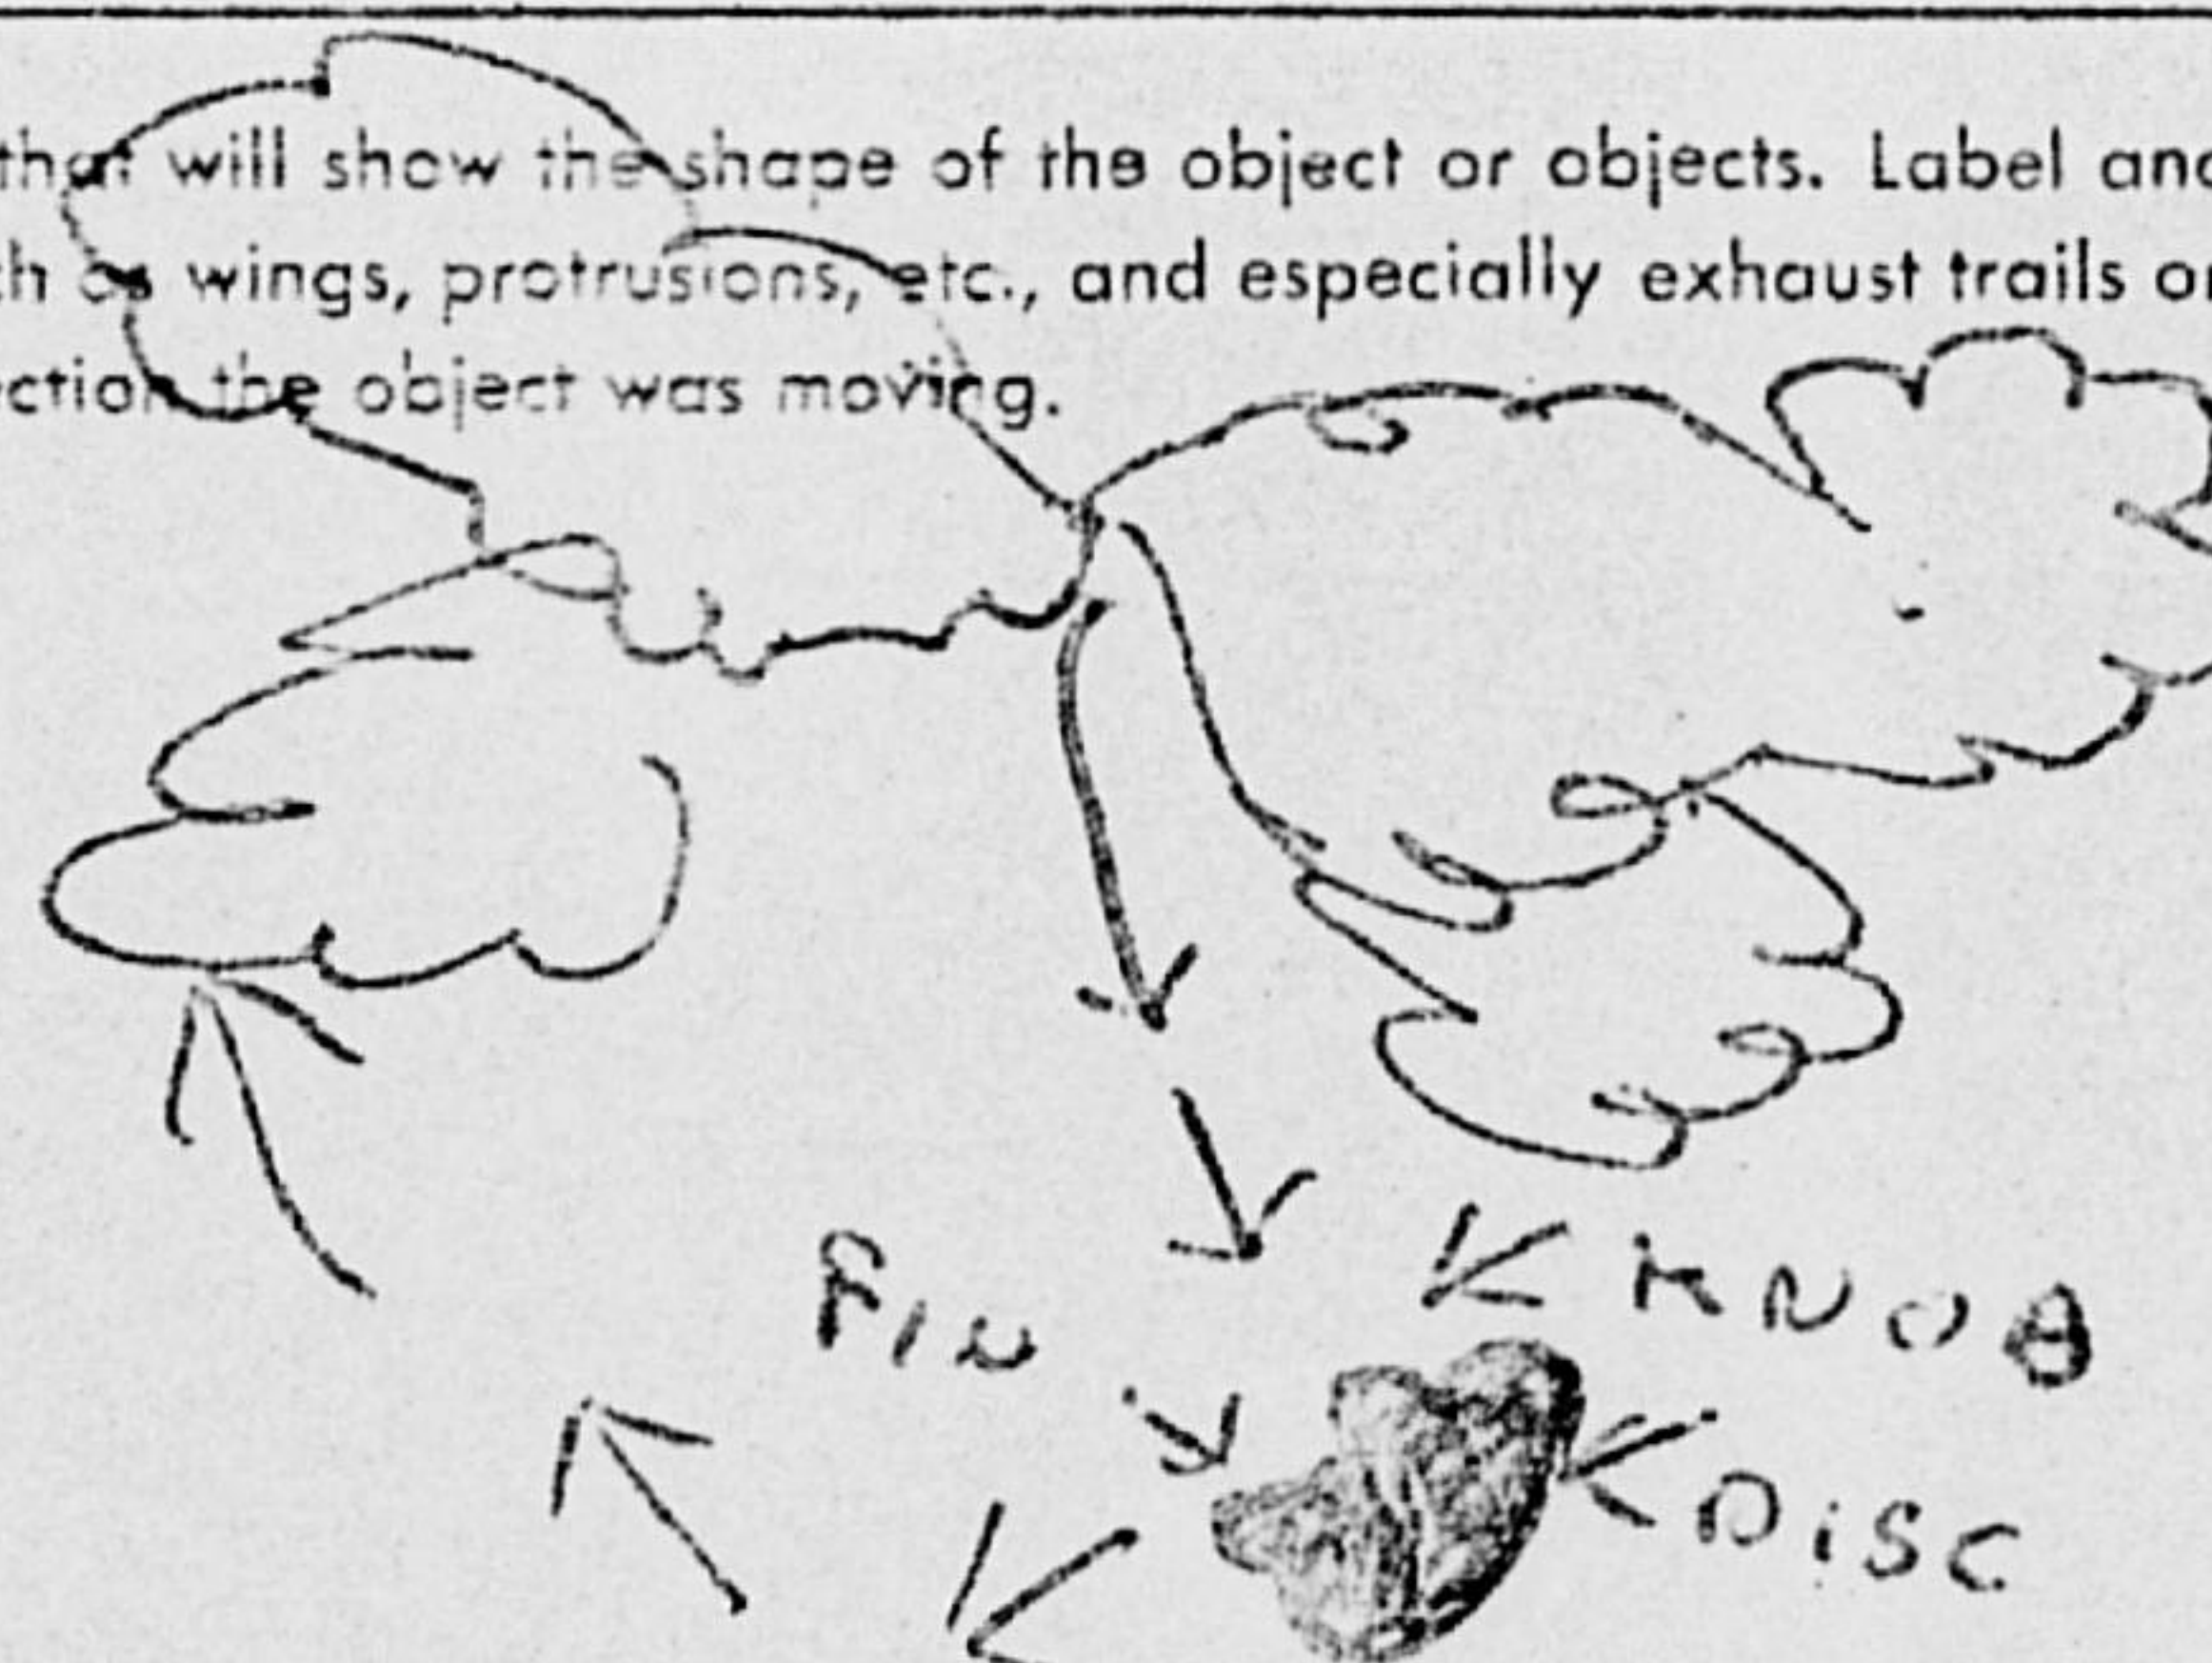 that will show the shape of the object or objects. Label and
as wings, protrusions, etc., and especially exhaust trails or
the object was moving.
FIN
KNOB
DISC